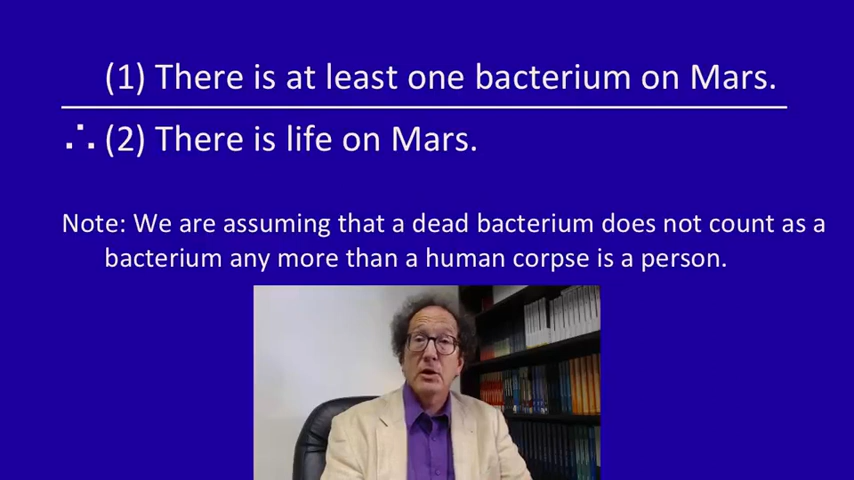 (1) There is at least one bacterium on Mars.
∴ (2) There is life on Mars.
Note: We are assuming that a dead bacterium does not count as a
bacterium any more than a human corpse is a person.